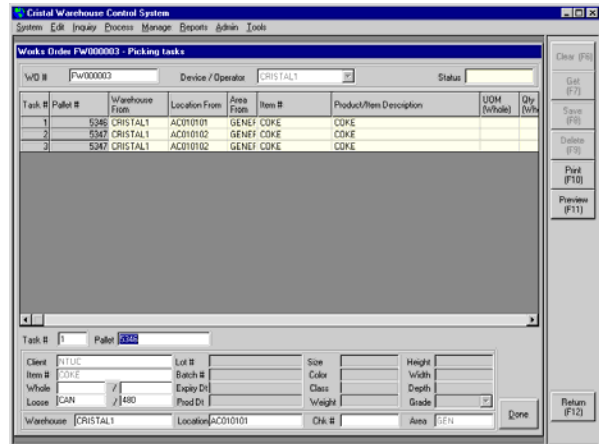 Cristal Warehouse Control System
System Edit Inquiry Process Manage Reports Admin Tools
Works Order FW000003 - Picking tasks
WO # FW000003 Device / Operator CRISTAL1 Status
Task # Pallet # Warehouse From Location From Area From Item # Product/Item Description UOM (Whole) Qty
1 5346 CRISTAL1 AC010101 GENEF COKE COKE
2 5347 CRISTAL1 AC010102 GENEF COKE COKE
3 5347 CRISTAL1 AC010102 GENEF COKE COKE
Task # 1 Pallet 5346
Client NTUC Lot # Size Height
Item # COKE Batch # Color Width
Whole / Expiry Dt Class Depth
Loose CAN / 480 Prod Dt Weight Grade
Warehouse CRISTAL1 Location AC010101 Chk # Area GEN Done
Clear (F6)
Get
(F7)
Save
(F8)
Delete
(F9)
Print
(F10)
Preview
(F11)
Return
(F12)